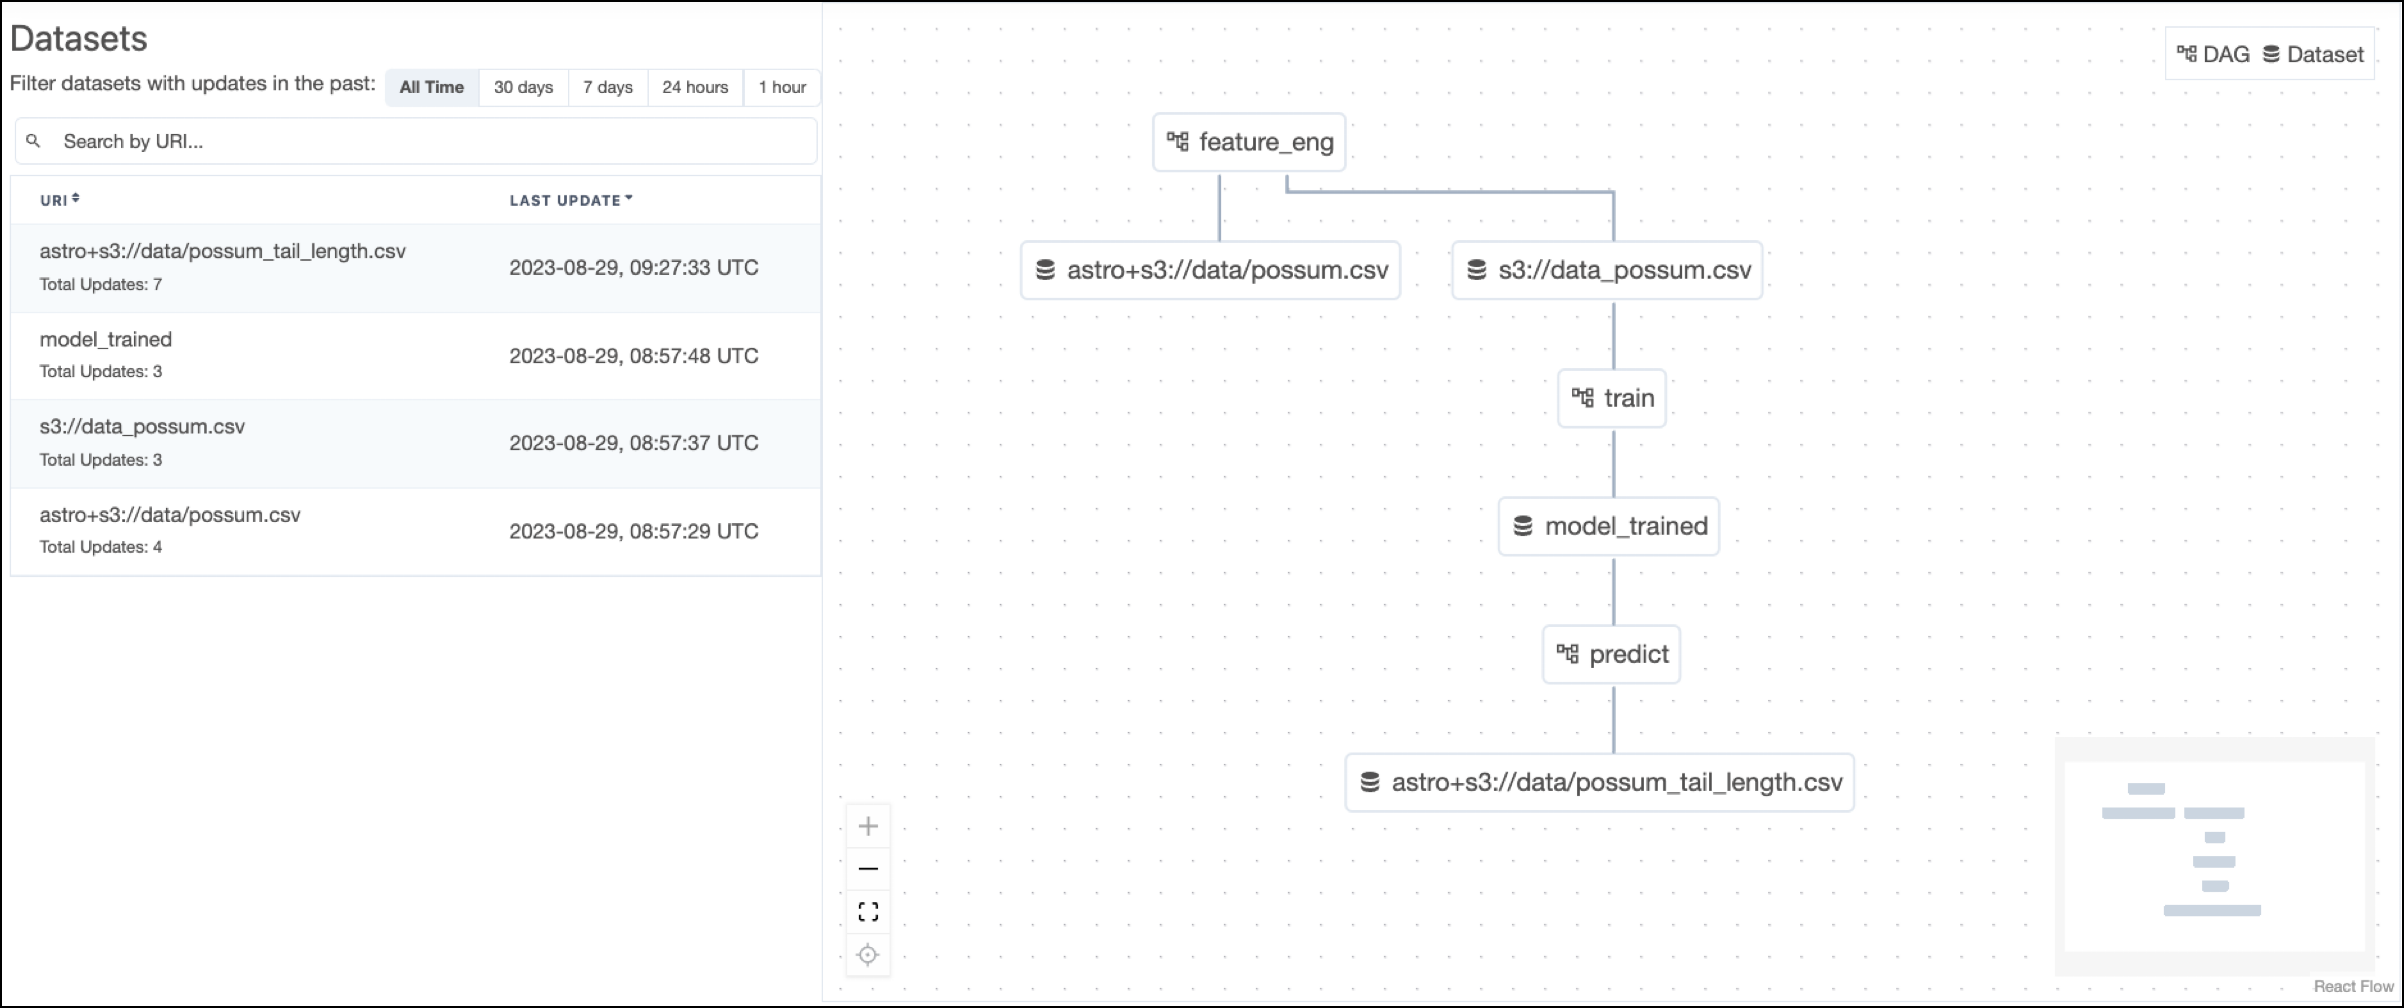 Datasets
Filter datasets with updates in the past: All Time 30 days 7 days 24 hours 1 hour
Search by URI...
URI LAST UPDATE
astro+s3://data/possum_tail_length.csv
Total Updates: 7
2023-08-29, 09:27:33 UTC
model_trained
Total Updates: 3
2023-08-29, 08:57:48 UTC
s3://data_possum.csv
Total Updates: 3
2023-08-29, 08:57:37 UTC
astro+s3://data/possum.csv
Total Updates: 4
2023-08-29, 08:57:29 UTC
DAG Dataset
feature_eng
astro+s3://data/possum.csv
s3://data_possum.csv
train
model_trained
predict
astro+s3://data/possum_tail_length.csv
React Flow